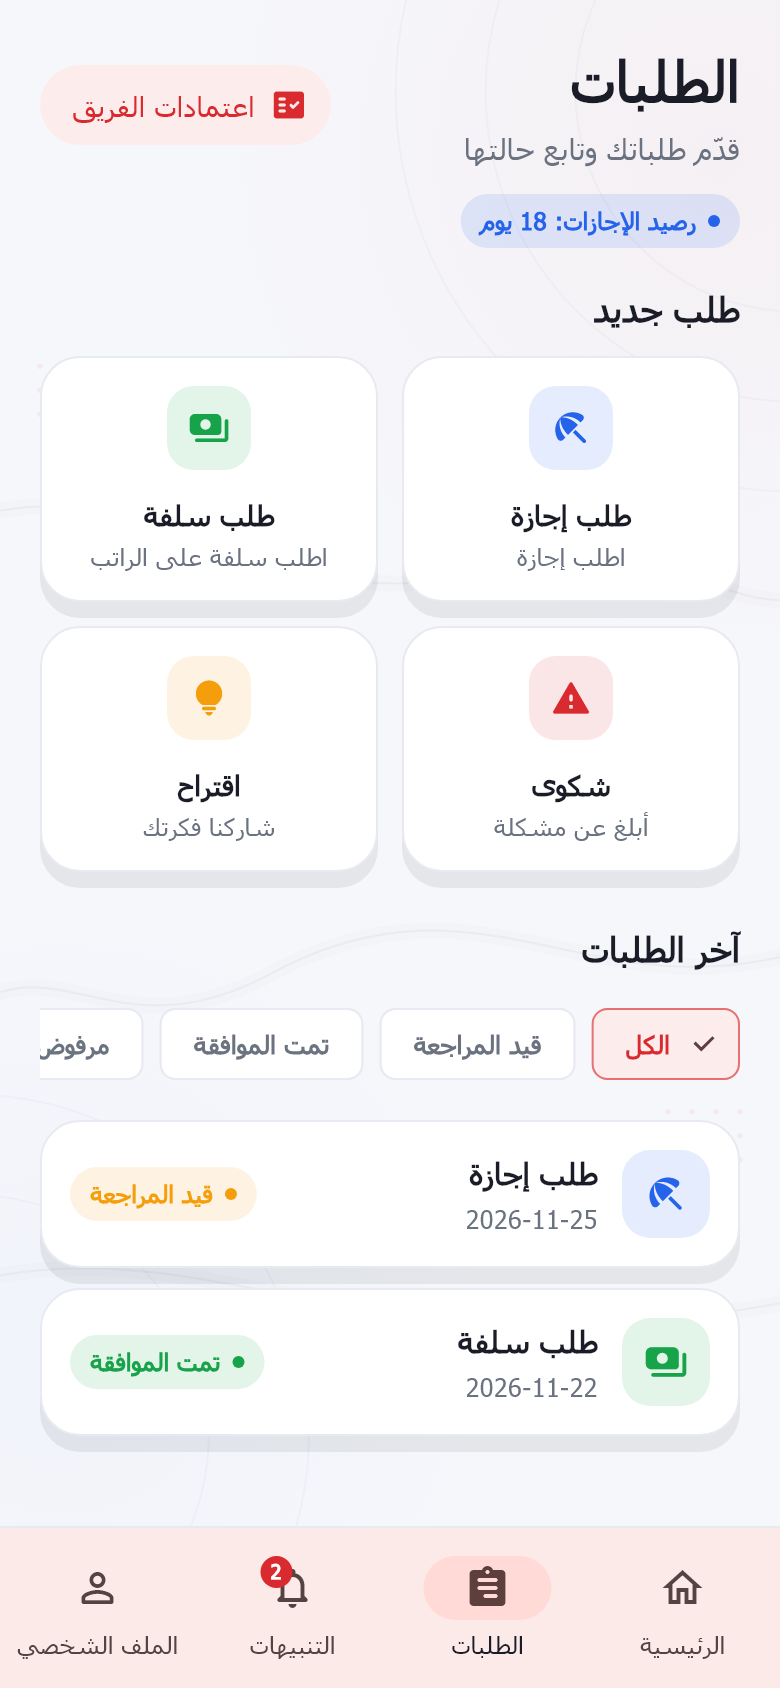 الطلبات
اعتمادات الفريق
قدّم طلباتك وتابع حالتها
رصيد الإجازات: 18 يوم
طلب جديد
طلب إجازة
اطلب إجازة
طلب سلفة
اطلب سلفة على الراتب
شكوى
أبلغ عن مشكلة
اقتراح
شاركنا فكرتك
آخر الطلبات
الكل
قيد المراجعة
تمت الموافقة
مرفوض
طلب إجازة
2026-11-25
قيد المراجعة
طلب سلفة
2026-11-22
تمت الموافقة
الرئيسية
الطلبات
2
التنبيهات
الملف الشخصي